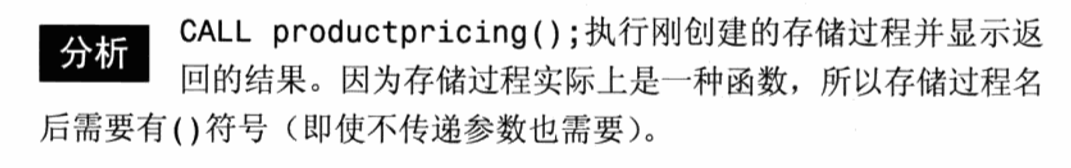 分析
CALL productpricing();执行刚创建的存储过程并显示返
回的结果。因为存储过程实际上是一种函数，所以存储过程名
后需要有()符号（即使不传递参数也需要）。